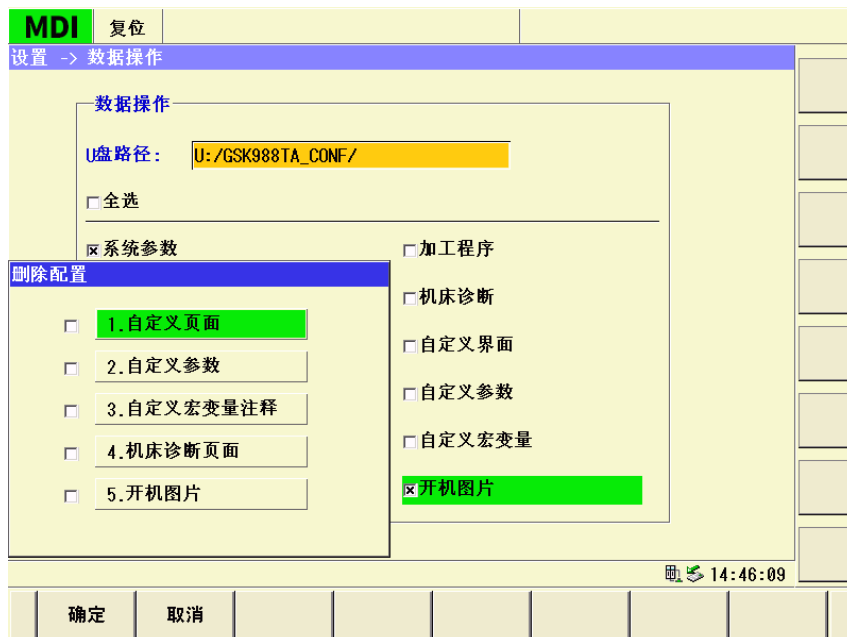 MDI 复位
设置 -> 数据操作
数据操作
U盘路径: U:/GSK988TA_CONF/
全选
系统参数 加工程序
删除配置
机床诊断
1.自定义页面
自定义界面
2.自定义参数
自定义参数
3.自定义宏变量注释
自定义宏变量
4.机床诊断页面
5.开机图片
开机图片
14:46:09
确定 取消